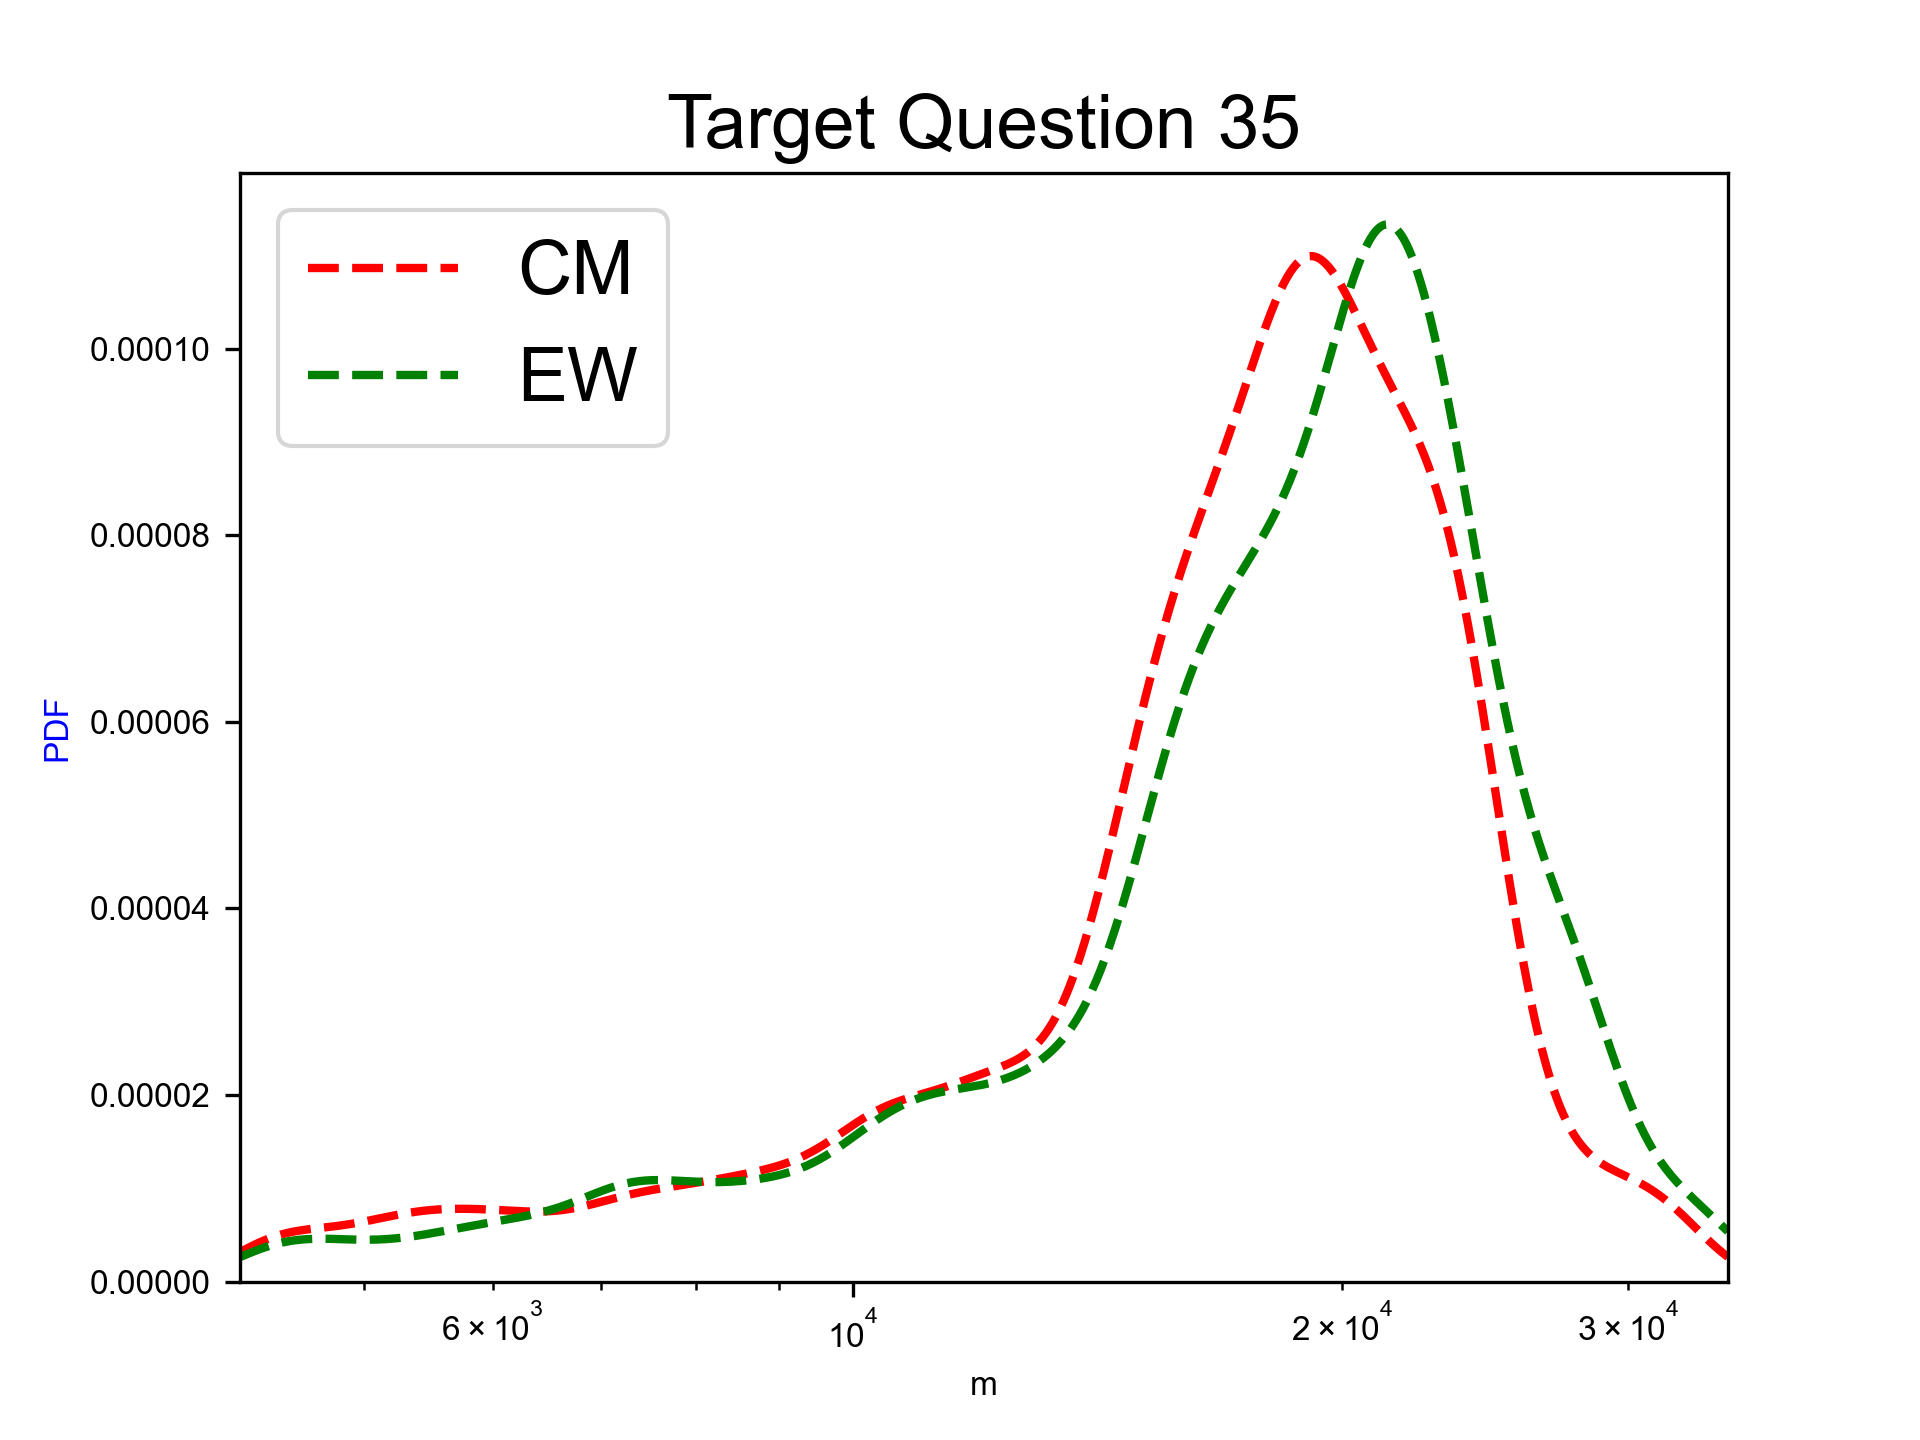 Target Question 35
CM
EW
0.00010
0.00008
0.00006
0.00004
0.00002
0.00000
PDF
6 × 10³
10⁴
2 × 10⁴
3 × 10⁴
m